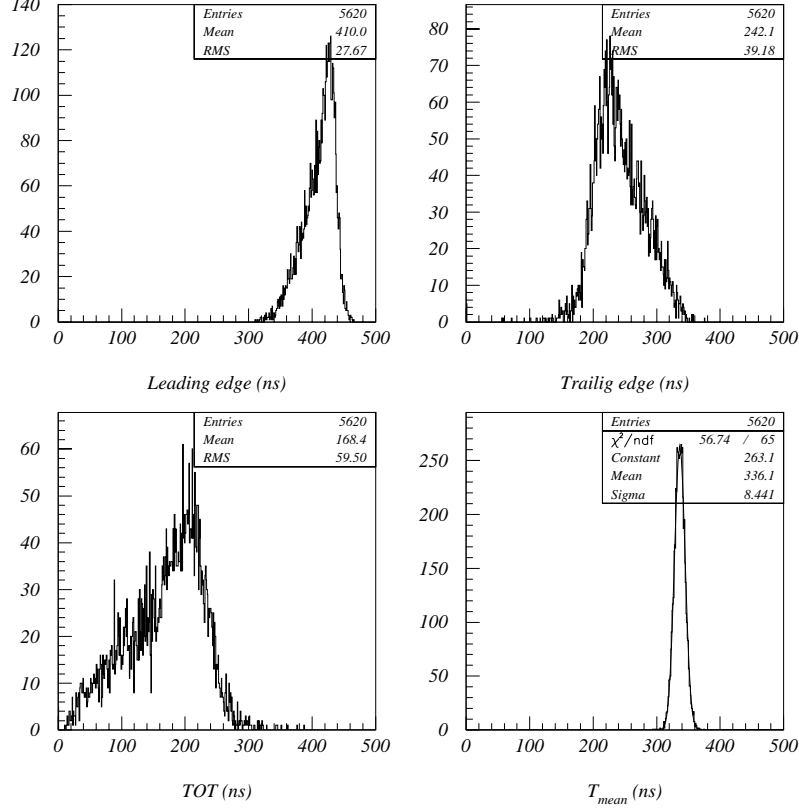 Entries 5620
Mean 410.0
RMS 27.67
140
120
100
80
60
40
20
0
0 100 200 300 400 500
Leading edge (ns)
Entries 5620
Mean 242.1
RMS 39.18
80
70
60
50
40
30
20
10
0
0 100 200 300 400 500
Trailig edge (ns)
Entries 5620
Mean 168.4
RMS 59.50
60
50
40
30
20
10
0
0 100 200 300 400 500
TOT (ns)
Entries 5620
χ²/ndf 56.74 / 65
Constant 263.1
Mean 336.1
Sigma 8.441
250
200
150
100
50
0
0 100 200 300 400 500
T_mean (ns)